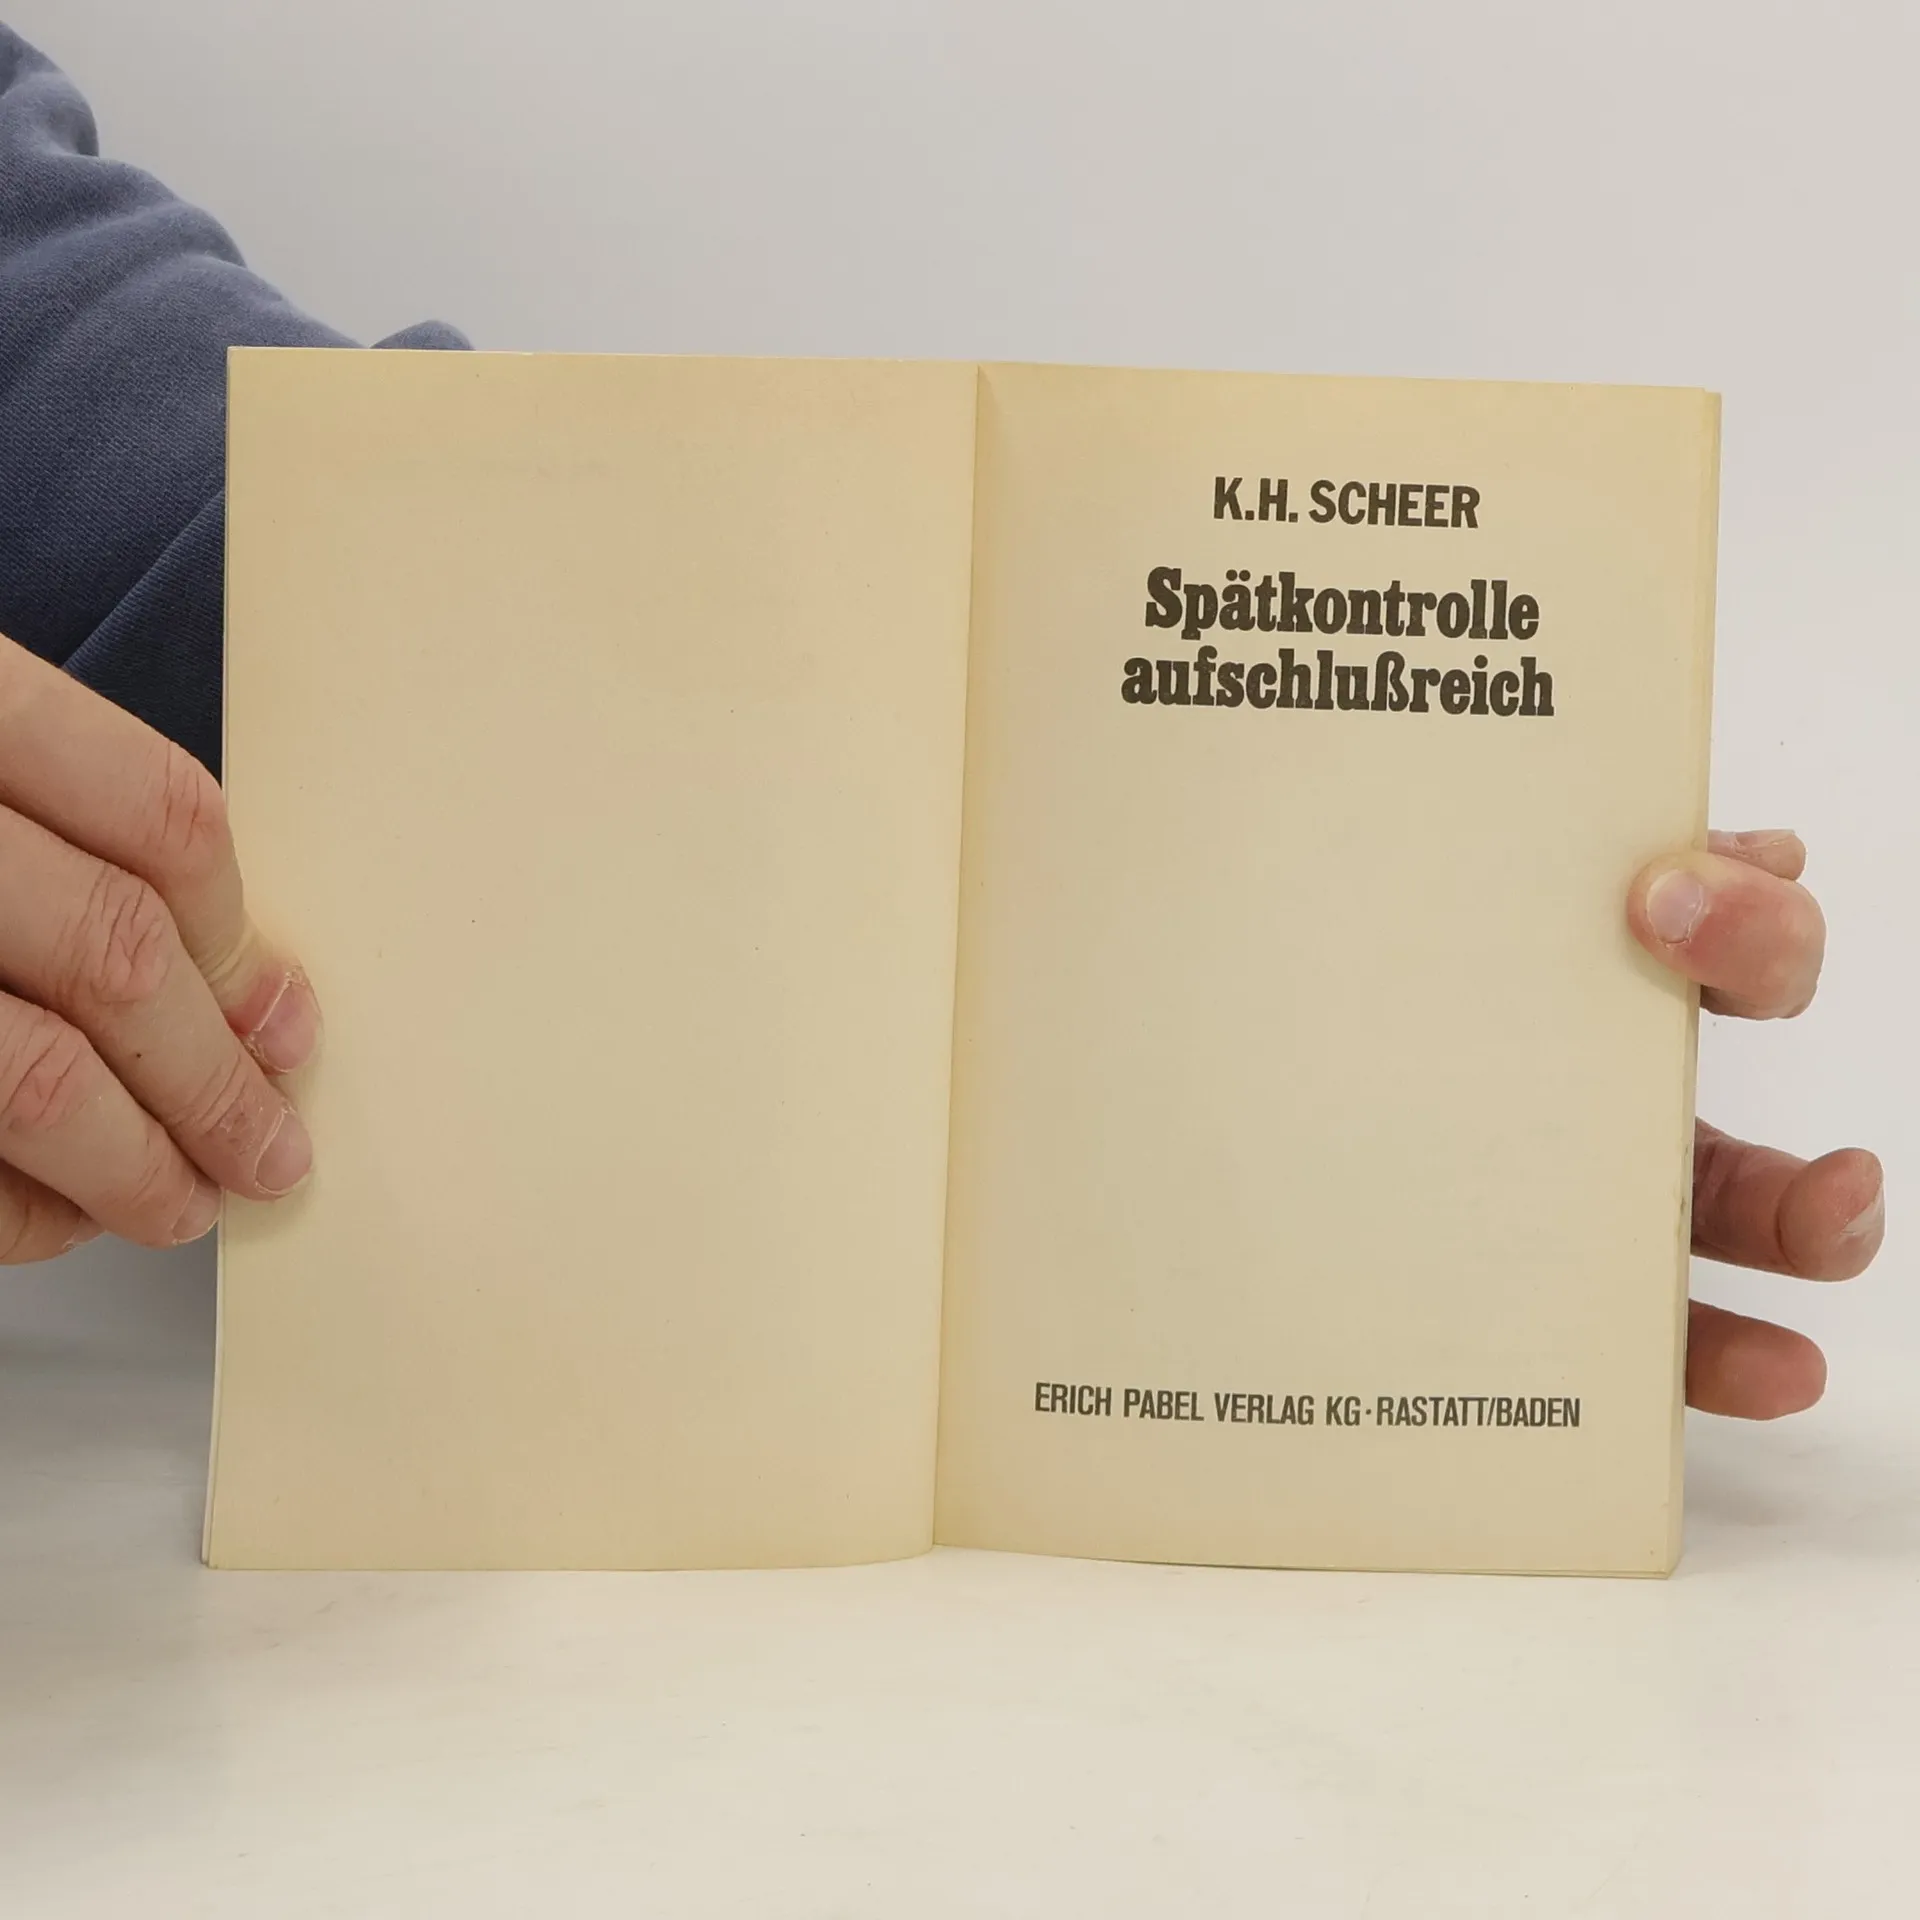 K.H. SCHEER
Spätkontrolle
aufschlußreich
ERICH PABEL VERLAG KG·RASTATT/BADEN